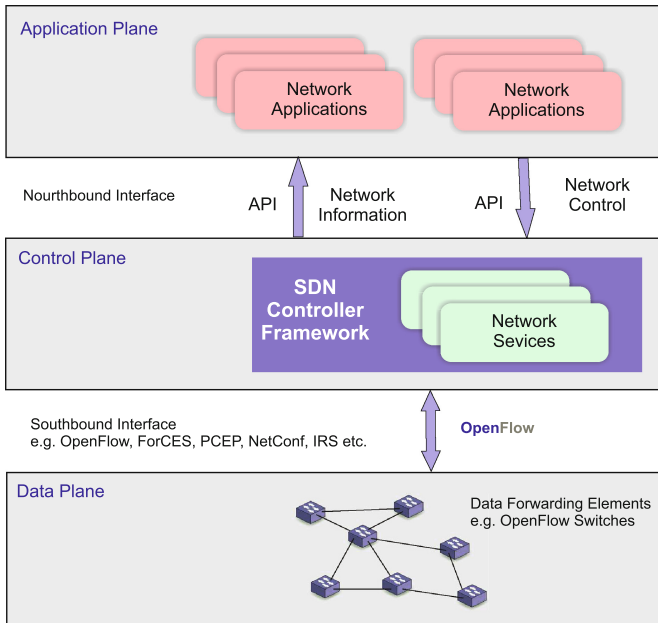 Application Plane
Network
Applications
Network
Applications
Nourthbound Interface
API
Network
Information
API
Network
Control
Control Plane
SDN
Controller
Framework
Network
Sevices
Southbound Interface
e.g. OpenFlow, ForCES, PCEP, NetConf, IRS etc.
OpenFlow
Data Plane
Data Forwarding Elements
e.g. OpenFlow Switches